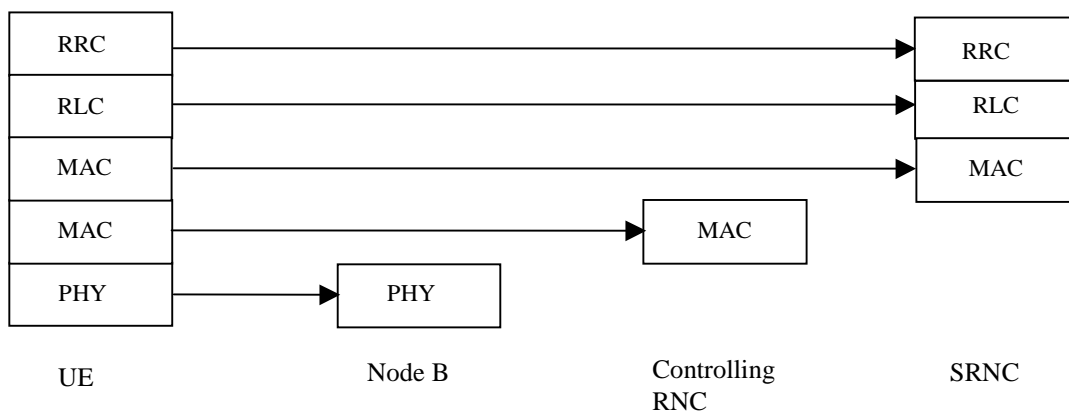 RRC RRC
RLC RLC
MAC MAC
MAC MAC
PHY PHY
UE Node B Controlling SRNC
RNC